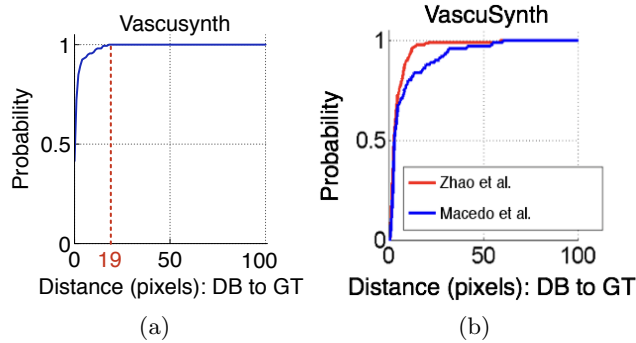 Vascusynth
1
0.5
0
Probability
0
19
50
100
Distance (pixels): DB to GT
(a)
VascuSynth
1
0.5
0
Probability
Zhao et al.
Macedo et al.
0
50
100
Distance (pixels): DB to GT
(b)